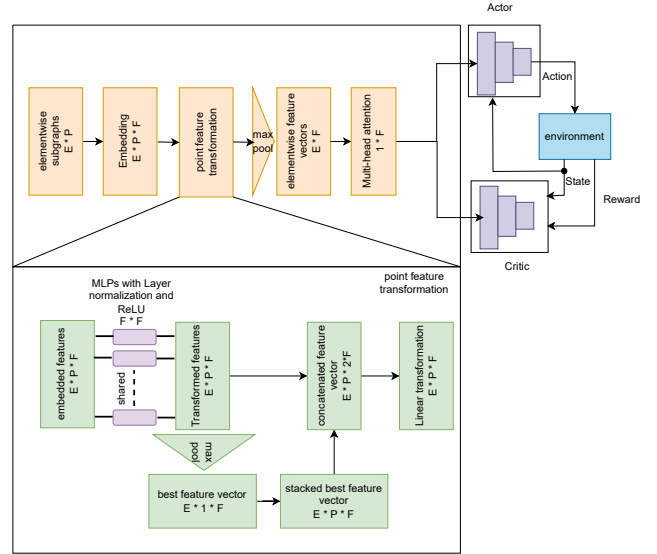 Actor
elementwise
subgraphs
E * P
Embedding
E * P * F
point feature
transformation
max
pool
elementwise feature
vectors
E * F
Multi-head attention
1 * F
Action
environment
State
Reward
Critic
point feature
transformation
MLPs with Layer
normalization and
ReLU
F * F
embedded features
E * P * F
shared
Transformed features
E * P * F
concatenated feature
vector
E * P * 2*F
Linear transformation
E * P * F
max
pool
best feature vector
E * 1 * F
stacked best feature
vector
E * P * F